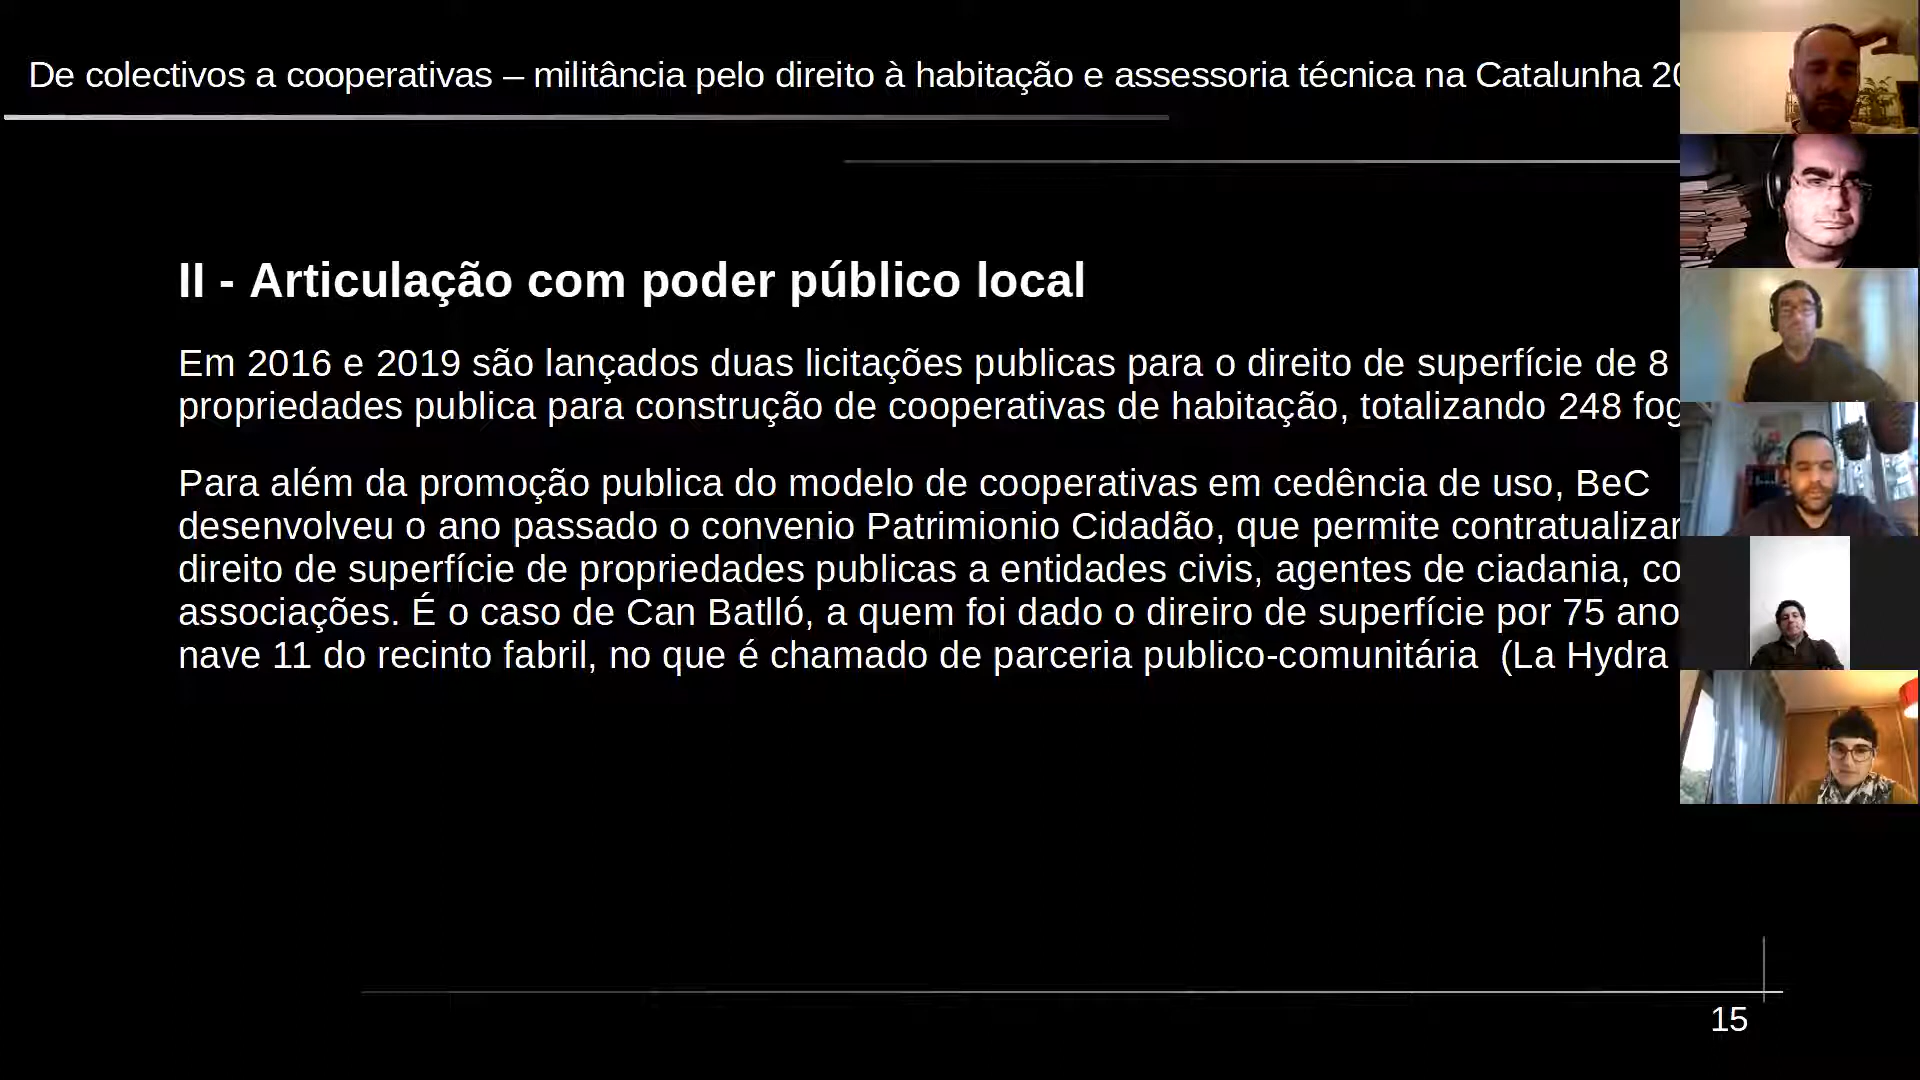 De colectivos a cooperativas – militância pelo direito à habitação e assessoria técnica na Catalunha
II - Articulação com poder público local
Em 2016 e 2019 são lançados duas licitações publicas para o direito de superfície de 8
propriedades publica para construção de cooperativas de habitação, totalizando 248
Para além da promoção publica do modelo de cooperativas em cedência de uso, BeC
desenvolveu o ano passado o convenio Patrimionio Cidadão, que permite contratualizar
direito de superfície de propriedades publicas a entidades civis, agentes de ciadania,
associações. É o caso de Can Batlló, a quem foi dado o direiro de superfície por 75
nave 11 do recinto fabril, no que é chamado de parceria publico-comunitária (La Hydra
15